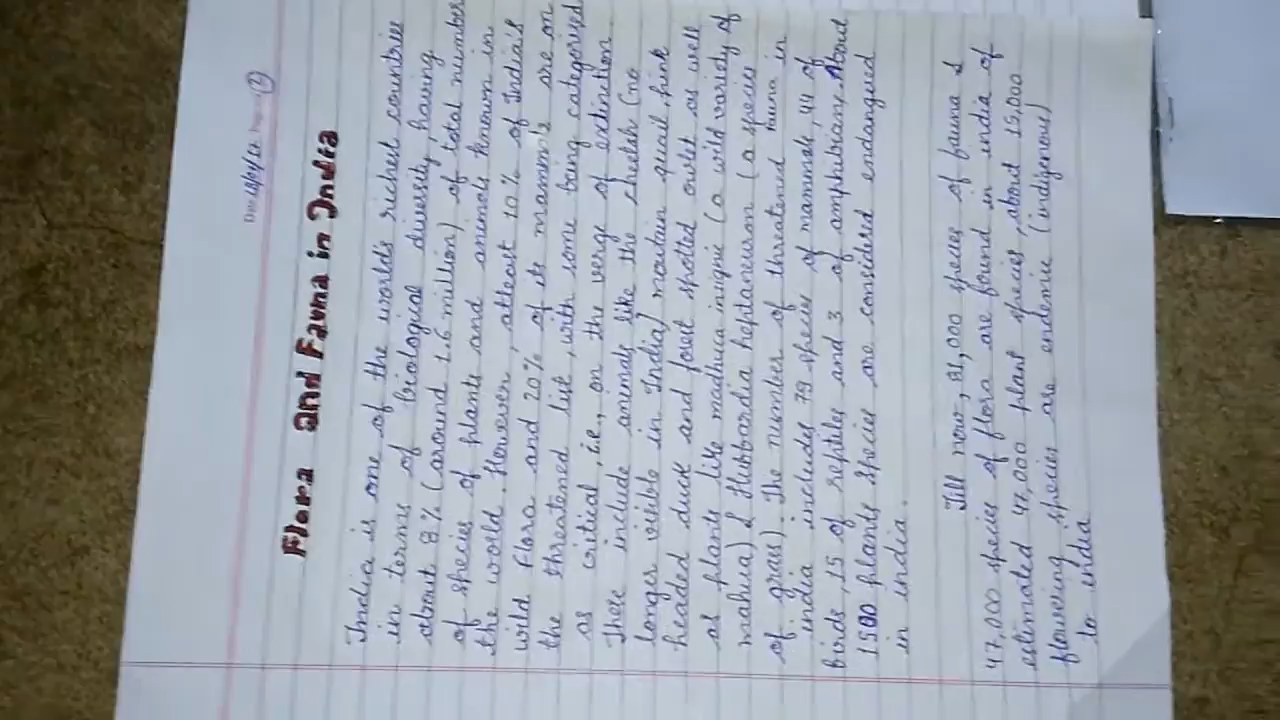 Date 18/04/18 Page 2
Flora and Fauna in India
India is one of the world's richest countrie
in terms of biological diversity, having
about 8% (around 1.6 million) of total number
of species of plants and animals known in
the world. However, atleast 10% of India's
wild flora and 20% of its mammals are on
the threatened list, with some being categorised
as critical, i.e., on the verge of extinction
These include animals like the cheetah (no
longer visible in India) mountain quail, pink
headed duck and forest spotted owlt as well
as plants like madhuca insignis (a wild variety of
mahua) & Hubbardia heptaneuron (a species
of grass). The number of threatened fauna in
india includes 79 species of mammals, 44 of
birds, 15 of reptiles and 3 of amphibians. About
1500 plants specie are considered endangered
in india.
Till now, 81,000 species of fauna &
47,000 species of flora are found in india of
estimated 47,000 plant species, about 15,000
flowering species are endemic (indigenous)
to india